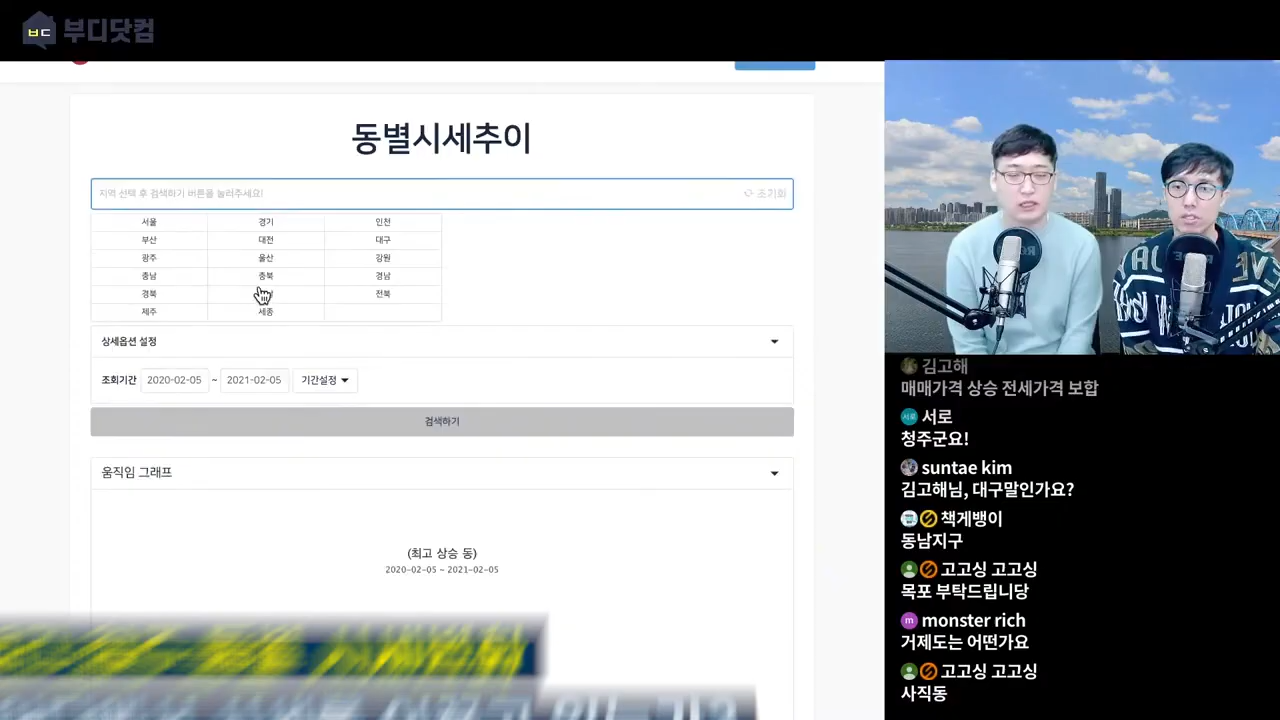 ㅂㄷ 부디닷컴
동별시세추이
지역 선택 후 검색하기 버튼을 눌러주세요!
초기화
서울 경기 인천
부산 대전 대구
광주 울산 강원
충남 충북 경남
경북 전북
제주 세종
상세옵션 설정
조회기간 2020-02-05 ~ 2021-02-05 기간설정
검색하기
움직임 그래프
(최고 상승 동)
2020-02-05 ~ 2021-02-05
김고해
매매가격 상승 전세가격 보합
서로 서로
청주군요!
suntae kim
김고해님, 대구말인가요?
책게뱅이
동남지구
고고싱 고고싱
목포 부탁드립니당
m monster rich
거제도는 어떤가요
고고싱 고고싱
사직동